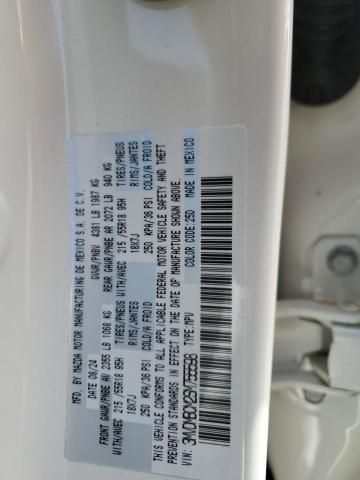 MFD. BY MAZDA MOTOR MANUFACTURING DE MEXICO S.A. DE C.V.
DATE 08/24 GVWR/PNBV 4381 LB 1987 KG
FRONT GAWR/PNBE AV 2355 LB 1068 KG REAR GAWR/PNBE AR 2072 LB 940 KG
WITH/AVEC 215 /55R18 95H TIRES/PNEUS WITH/AVEC 215 /55R18 95H TIRES/PNEUS
18X7J RIMS/JANTES 18X7J RIMS/JANTES
250 KPA/36 PSI COLD/A FROID 250 KPA/36 PSI COLD/A FROID
THIS VEHICLE CONFORMS TO ALL APPLICABLE FEDERAL MOTOR VEHICLE SAFETY AND THEFT
PREVENTION STANDARDS IN EFFECT ON THE DATE OF MANUFACTURE SHOWN ABOVE.
VIN: TYPE:MPV COLOR CODE:250 MADE IN MEXICO